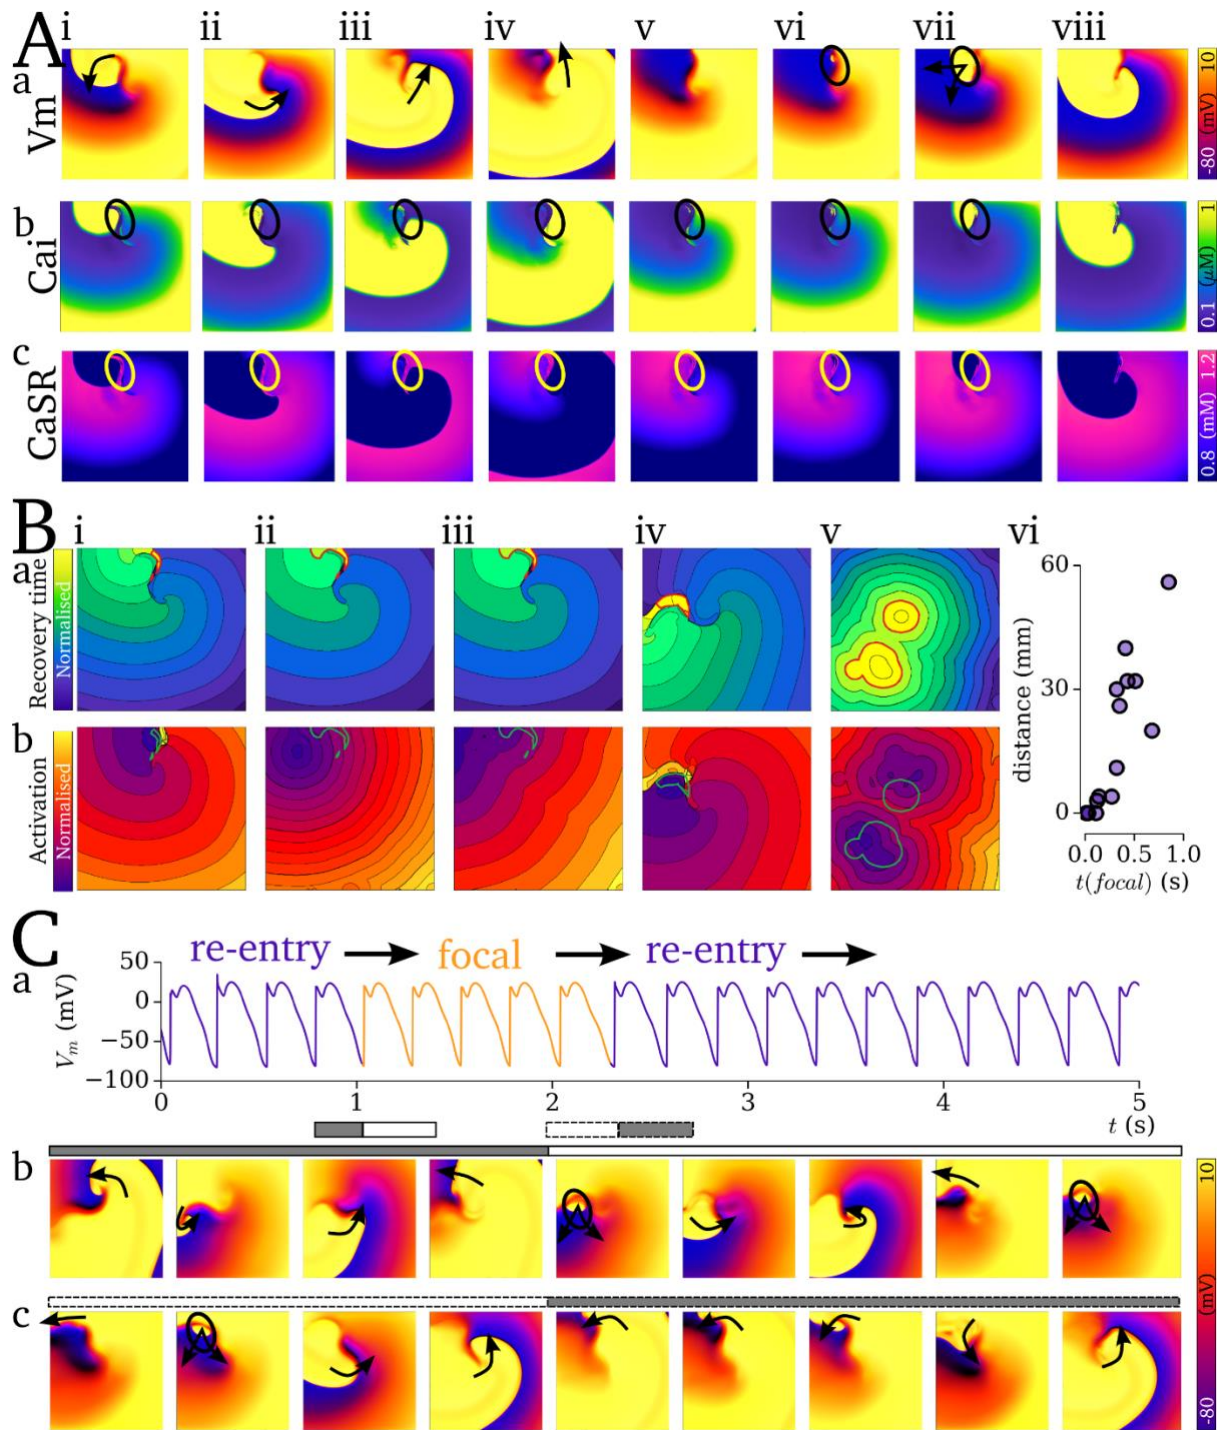 A
i ii iii iv v vi vii viii
a
Vm
-80 (mV) 10
b
Cai
0.1 (μM) 1
c
CaSR
0.8 (mM) 1.2
B
i ii iii iv v vi
a
Recovery time
Normalised
b
Activation
Normalised
distance (mm)
60
30
0
0.0 0.5 1.0
t(focal) (s)
C
re-entry focal re-entry
a
Vm (mV)
50
0
−50
−100
0 1 2 3 4 5
t (s)
b
c
-80 (mV) 10